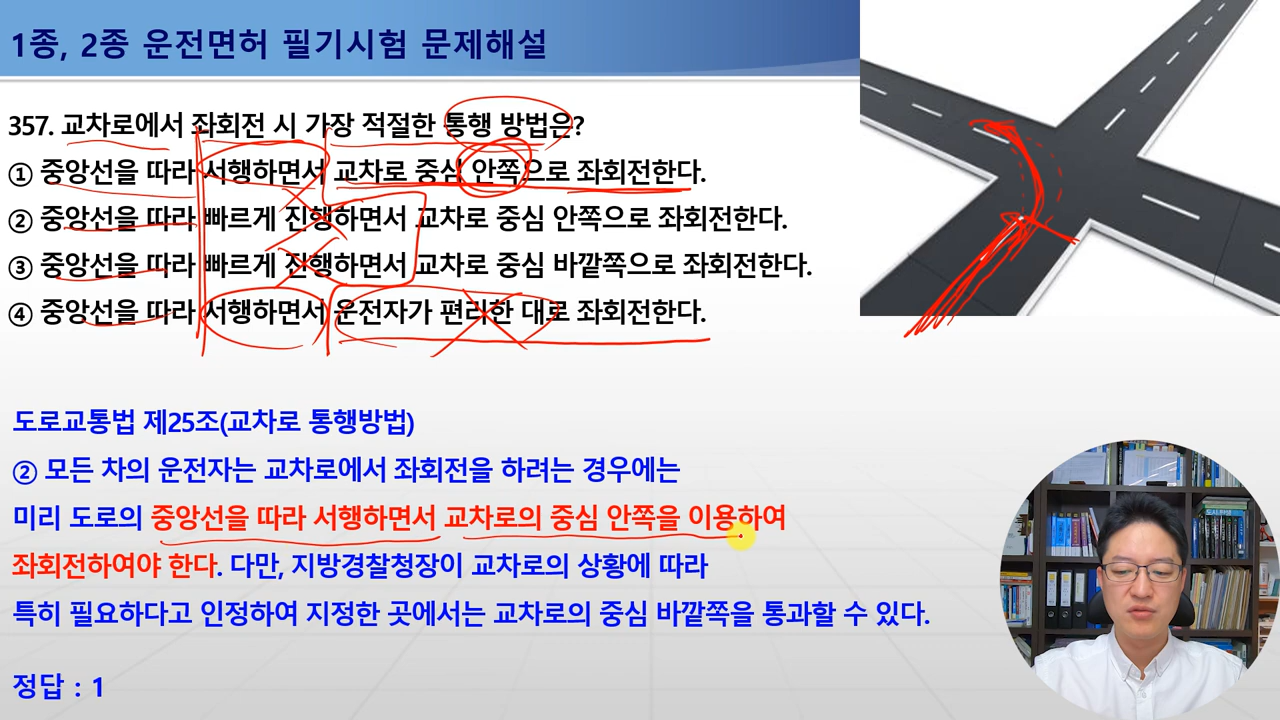 1종, 2종 운전면허 필기시험 문제해설
357. 교차로에서 좌회전 시 가장 적절한 통행 방법은?
① 중앙선을 따라 서행하면서 교차로 중심 안쪽으로 좌회전한다.
② 중앙선을 따라 빠르게 진행하면서 교차로 중심 안쪽으로 좌회전한다.
③ 중앙선을 따라 빠르게 진행하면서 교차로 중심 바깥쪽으로 좌회전한다.
④ 중앙선을 따라 서행하면서 운전자가 편리한 대로 좌회전한다.
도로교통법 제25조(교차로 통행방법)
② 모든 차의 운전자는 교차로에서 좌회전을 하려는 경우에는
미리 도로의 중앙선을 따라 서행하면서 교차로의 중심 안쪽을 이용하여
좌회전하여야 한다. 다만, 지방경찰청장이 교차로의 상황에 따라
특히 필요하다고 인정하여 지정한 곳에서는 교차로의 중심 바깥쪽을 통과할 수 있다.
정답 : 1